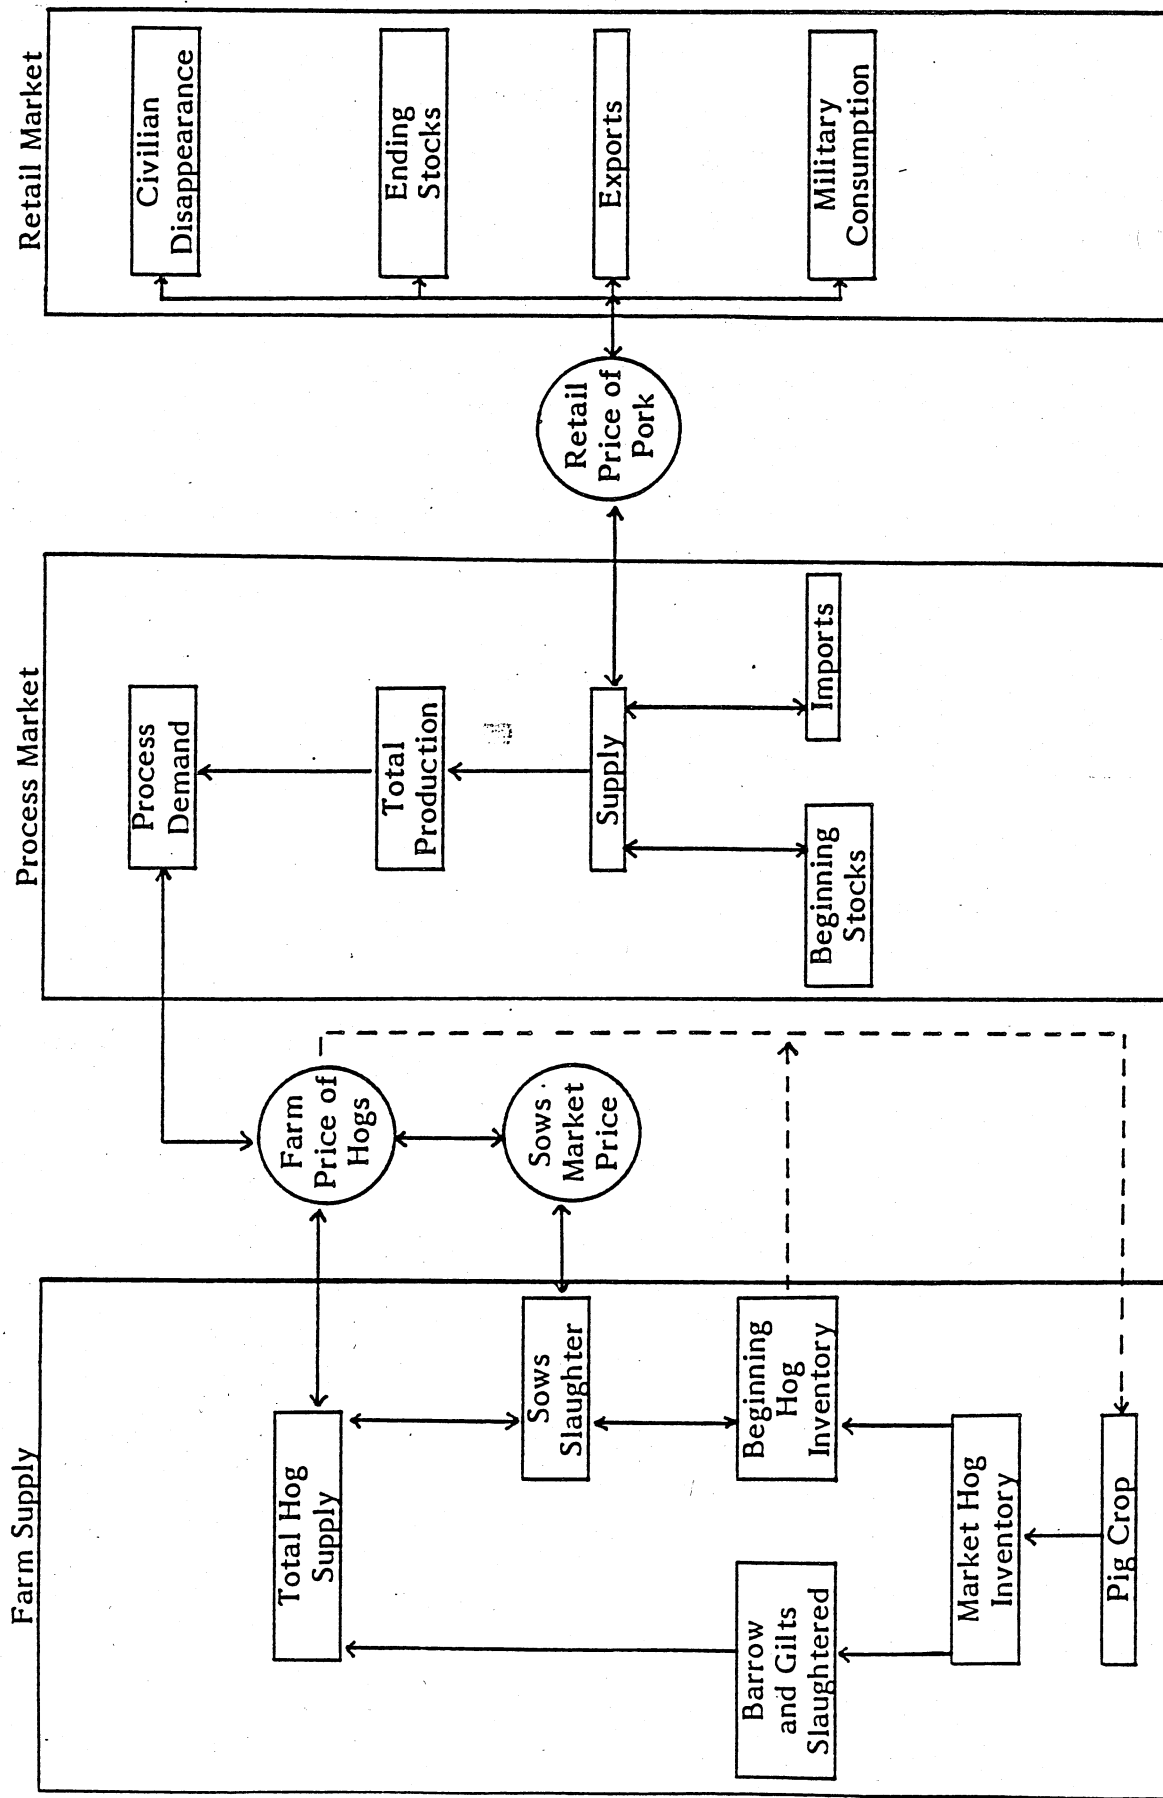 Farm Supply
Total Hog
Supply
Sows
Slaughter
Barrow
and Gilts
Slaughtered
Beginning
Hog
Inventory
Market Hog
Inventory
Pig Crop
Farm
Price of
Hogs
Sows
Market
Price
Process Market
Process
Demand
Total
Production
Supply
Beginning
Stocks
Imports
Retail
Price of
Pork
Retail Market
Civilian
Disappearance
Ending
Stocks
Exports
Military
Consumption